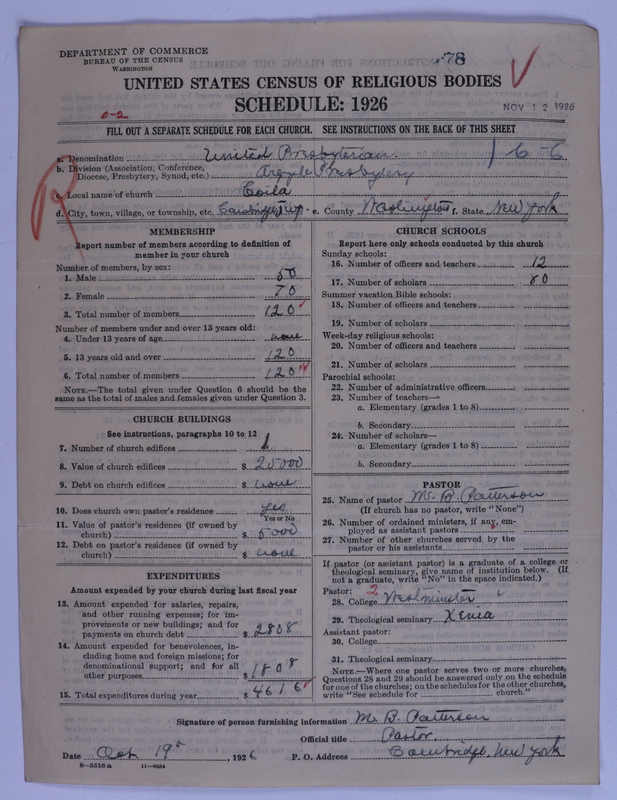 DEPARTMENT OF COMMERCE
BUREAU OF THE CENSUS
WASHINGTON
78
UNITED STATES CENSUS OF RELIGIOUS BODIES
SCHEDULE: 1926
NOV 12 1926
0-2
FILL OUT A SEPARATE SCHEDULE FOR EACH CHURCH. SEE INSTRUCTIONS ON THE BACK OF THIS SHEET
a. Denomination United Presbyterian. 16-6
b. Division (Association, Conference, Diocese, Presbytery, Synod, etc.) Argyle Presbytery
c. Local name of church Coila
d. City, town, village, or township, etc. Cambridge e. County Washington f. State New York
MEMBERSHIP
Report number of members according to definition of member in your church
Number of members, by sex:
1. Male 50
2. Female 70
3. Total number of members 120
Number of members under and over 13 years old:
4. Under 13 years of age none
5. 13 years old and over 120
6. Total number of members 120
NOTE.—The total given under Question 6 should be the same as the total of males and females given under Question 3.
CHURCH BUILDINGS
See instructions, paragraphs 10 to 12
7. Number of church edifices 1
8. Value of church edifices $ 20000
9. Debt on church edifices $ none
10. Does church own pastor's residence yes
Yes or No
11. Value of pastor's residence (if owned by church) $ 5000
12. Debt on pastor's residence (if owned by church) $ none
EXPENDITURES
Amount expended by your church during last fiscal year
13. Amount expended for salaries, repairs, and other running expenses; for improvements or new buildings; and for payments on church debt $ 2808
14. Amount expended for benevolences, including home and foreign missions; for denominational support; and for all other purposes $ 1808
15. Total expenditures during year $ 4616
CHURCH SCHOOLS
Report here only schools conducted by this church
Sunday schools:
16. Number of officers and teachers 12
17. Number of scholars 80
Summer vacation Bible schools:
18. Number of officers and teachers
19. Number of scholars
Week-day religious schools:
20. Number of officers and teachers
21. Number of scholars
Parochial schools:
22. Number of administrative officers
23. Number of teachers—
a. Elementary (grades 1 to 8)
b. Secondary
24. Number of scholars—
a. Elementary (grades 1 to 8)
b. Secondary
PASTOR
25. Name of pastor B. Patterson
(If church has no pastor, write "None")
26. Number of ordained ministers, if any, employed as assistant pastors
27. Number of other churches served by the pastor or his assistants
If pastor (or assistant pastor) is a graduate of a college or theological seminary, give name of institution below. (If not a graduate, write "No" in the space indicated.)
Pastor: 2
28. College Westminster
29. Theological seminary Xenia
Assistant pastor:
30. College
31. Theological seminary
NOTE.—Where one pastor serves two or more churches, Questions 28 and 29 should be answered only on the schedule for one of the churches; on the schedules for the other churches, write "See schedule for church."
Signature of person furnishing information B. Patterson
Official title Pastor.
Date Oct 19th, 1926 P. O. Address Cambridge, New York
8—5518a 11—9034